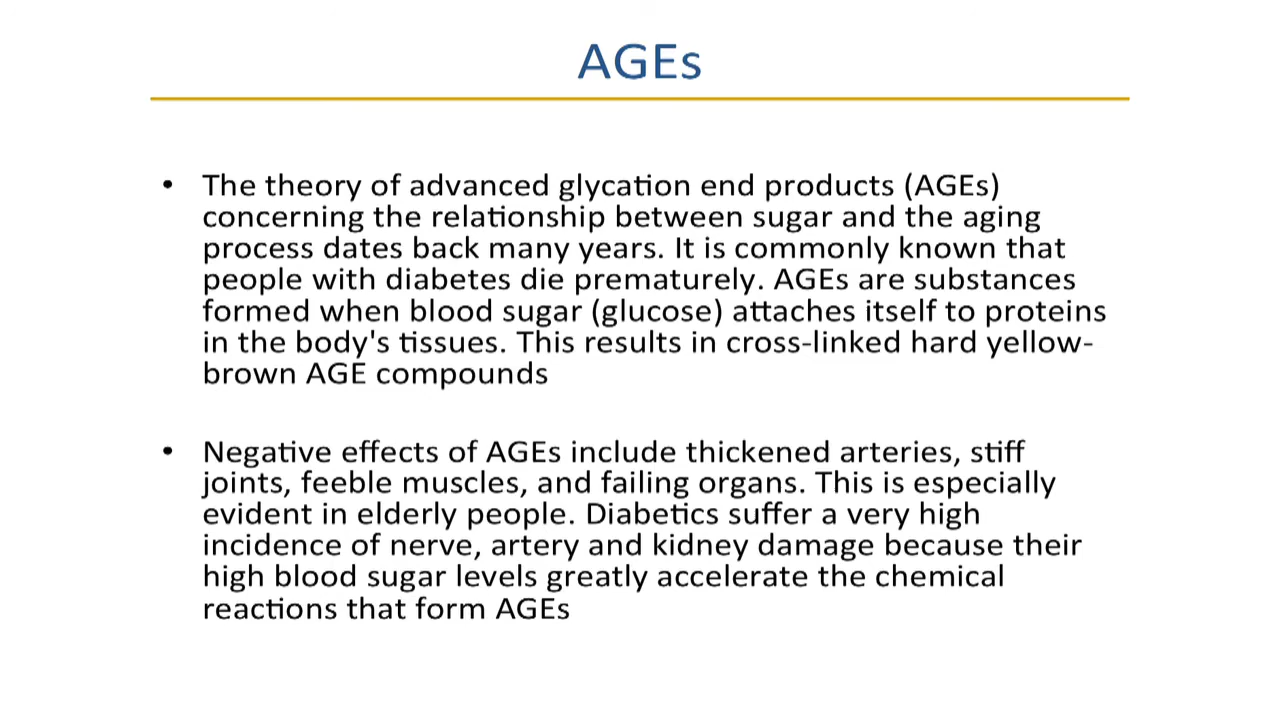 AGEs
• The theory of advanced glycation end products (AGEs)
concerning the relationship between sugar and the aging
process dates back many years. It is commonly known that
people with diabetes die prematurely. AGEs are substances
formed when blood sugar (glucose) attaches itself to proteins
in the body's tissues. This results in cross-linked hard yellow-
brown AGE compounds
• Negative effects of AGEs include thickened arteries, stiff
joints, feeble muscles, and failing organs. This is especially
evident in elderly people. Diabetics suffer a very high
incidence of nerve, artery and kidney damage because their
high blood sugar levels greatly accelerate the chemical
reactions that form AGEs